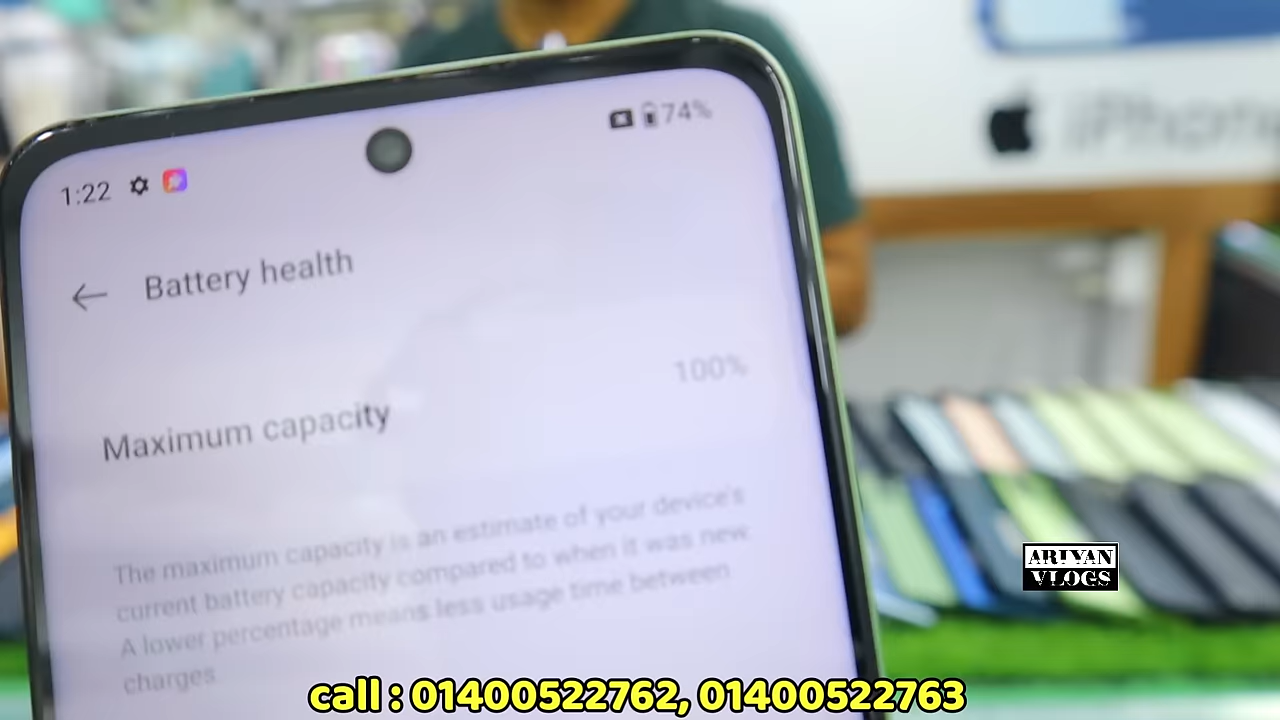 74%
1:22
Battery health
100%
Maximum capacity
The maximum capacity is an estimate of your device's
current battery capacity compared to when it was new.
A lower percentage means less usage time between
charges.
iPhone
ARIYAN
VLOGS
call : 01400522762, 01400522763